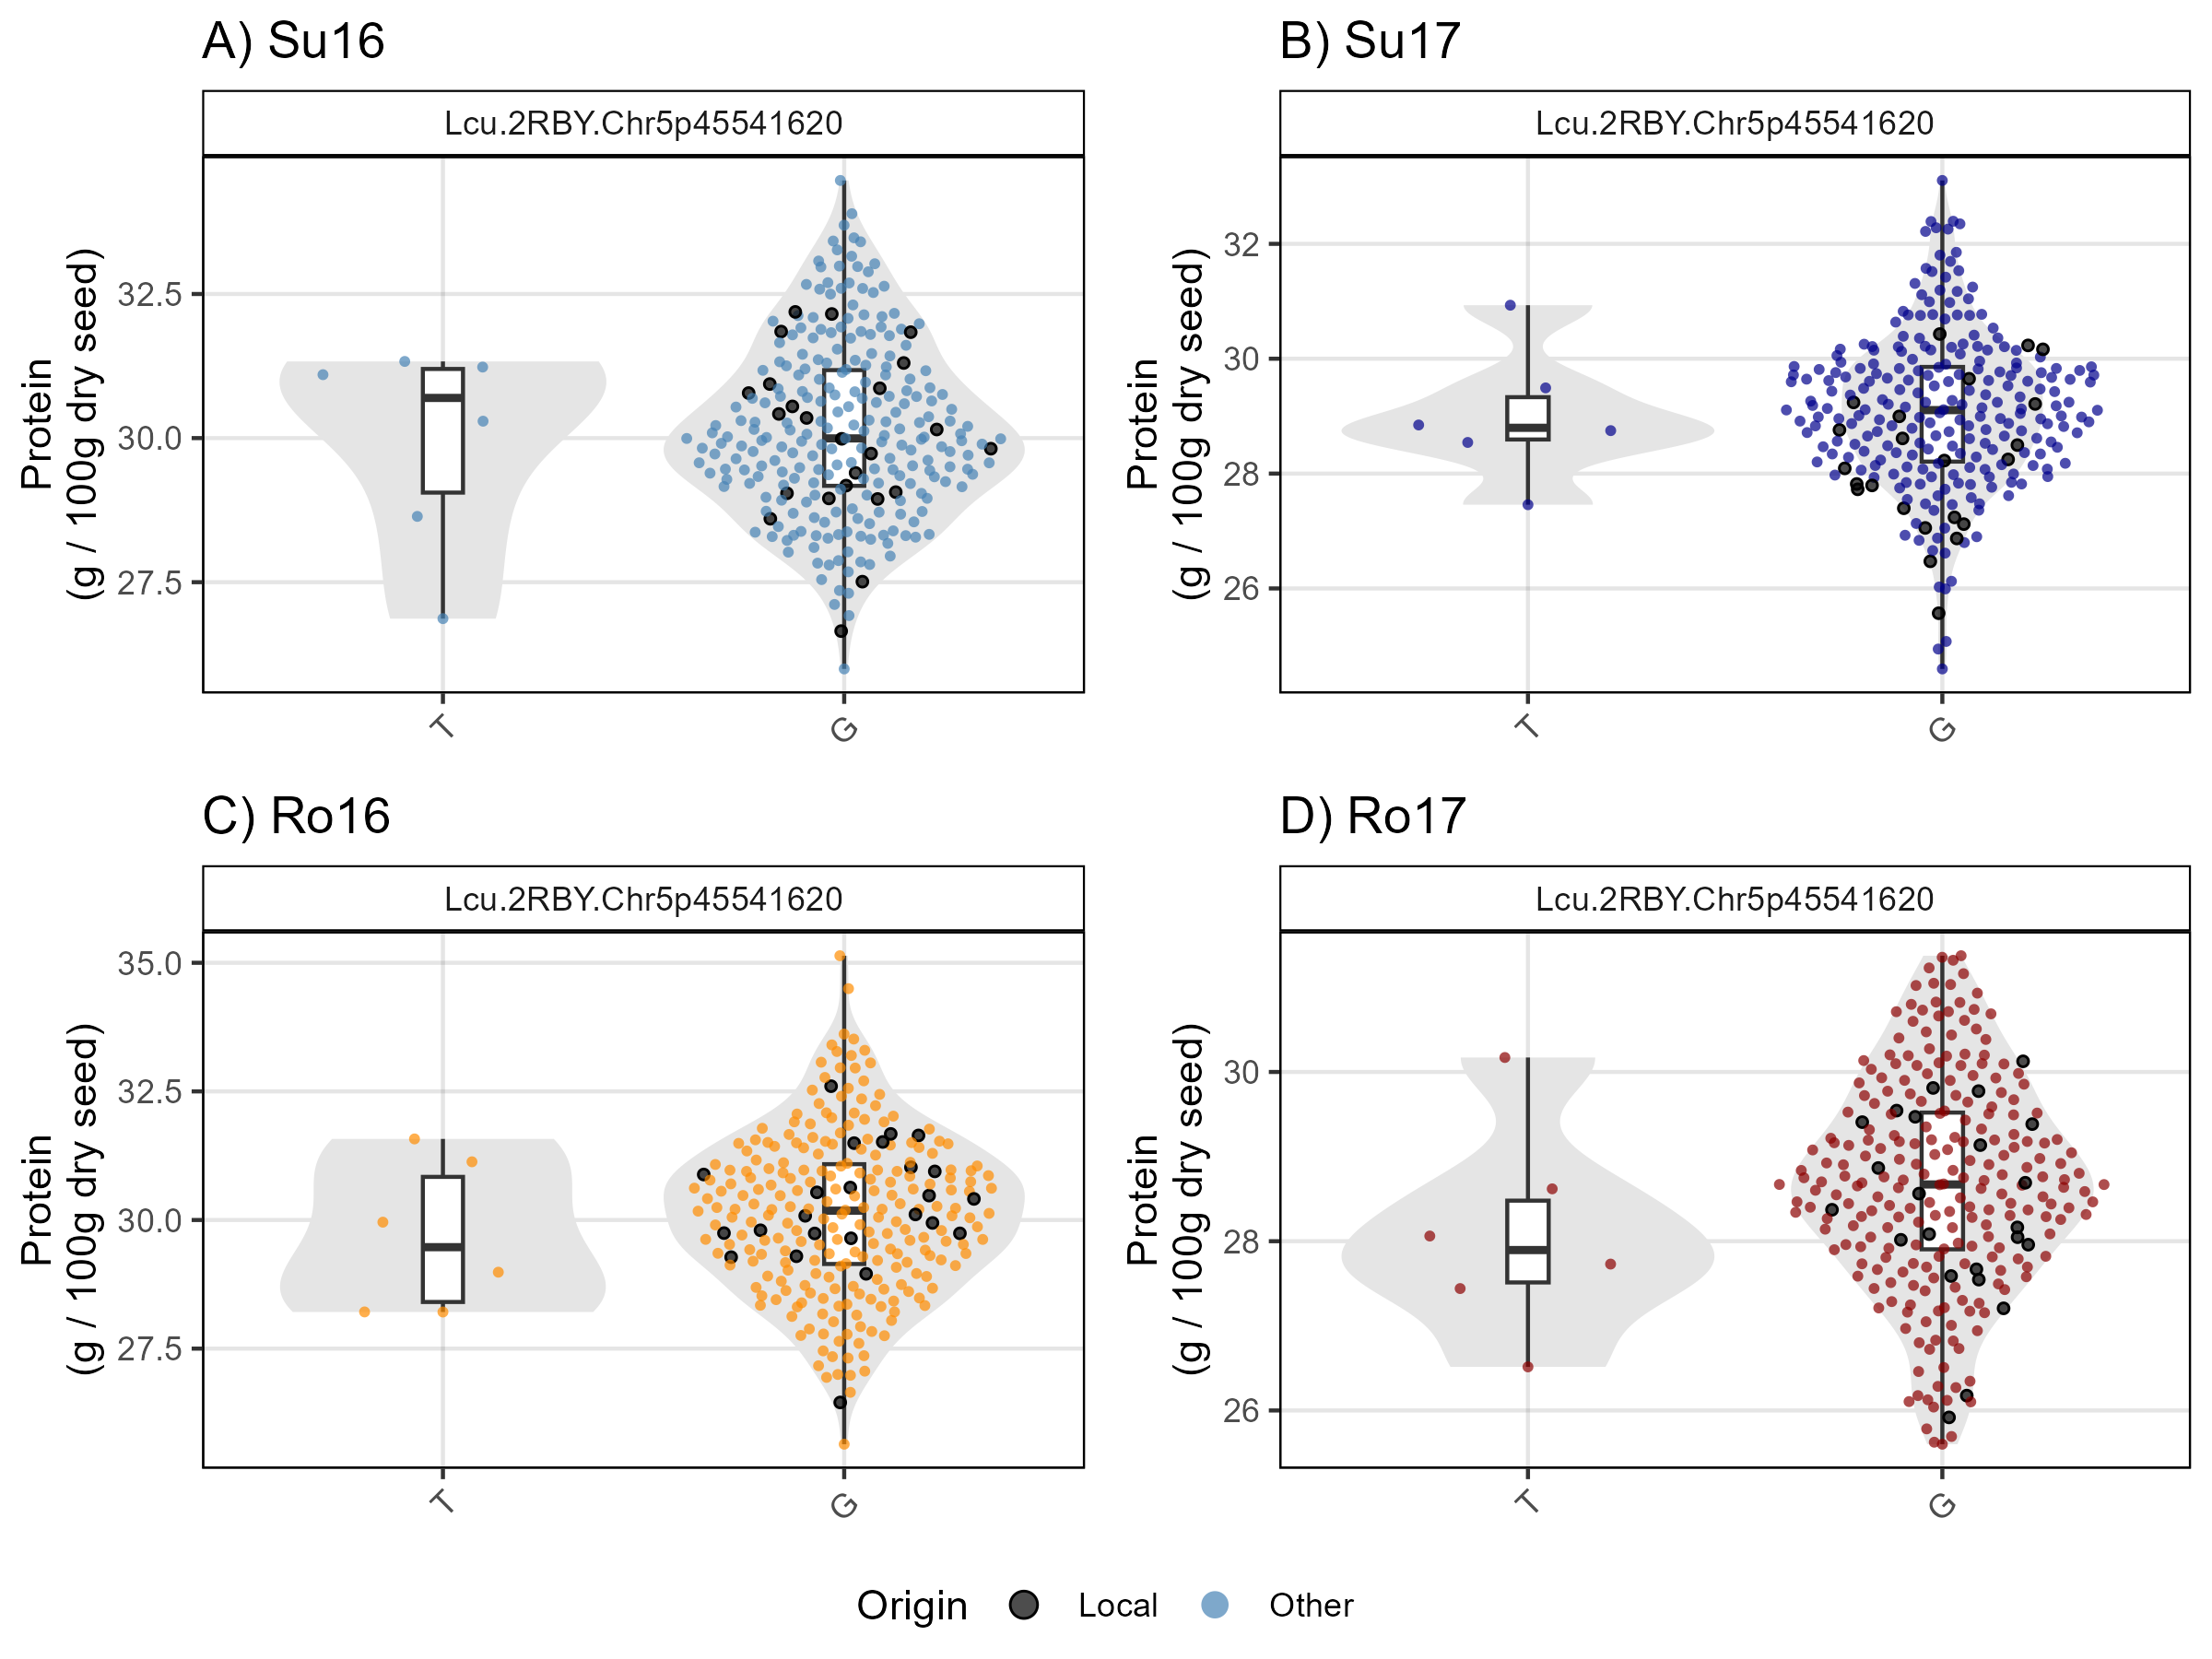 A) Su16
Lcu.2RBY.Chr5p45541620
Protein
(g / 100g dry seed)
32.5
30.0
27.5
T
G
B) Su17
Lcu.2RBY.Chr5p45541620
Protein
(g / 100g dry seed)
32
30
28
26
T
G
C) Ro16
Lcu.2RBY.Chr5p45541620
Protein
(g / 100g dry seed)
35.0
32.5
30.0
27.5
T
G
D) Ro17
Lcu.2RBY.Chr5p45541620
Protein
(g / 100g dry seed)
30
28
26
T
G
Origin Local Other